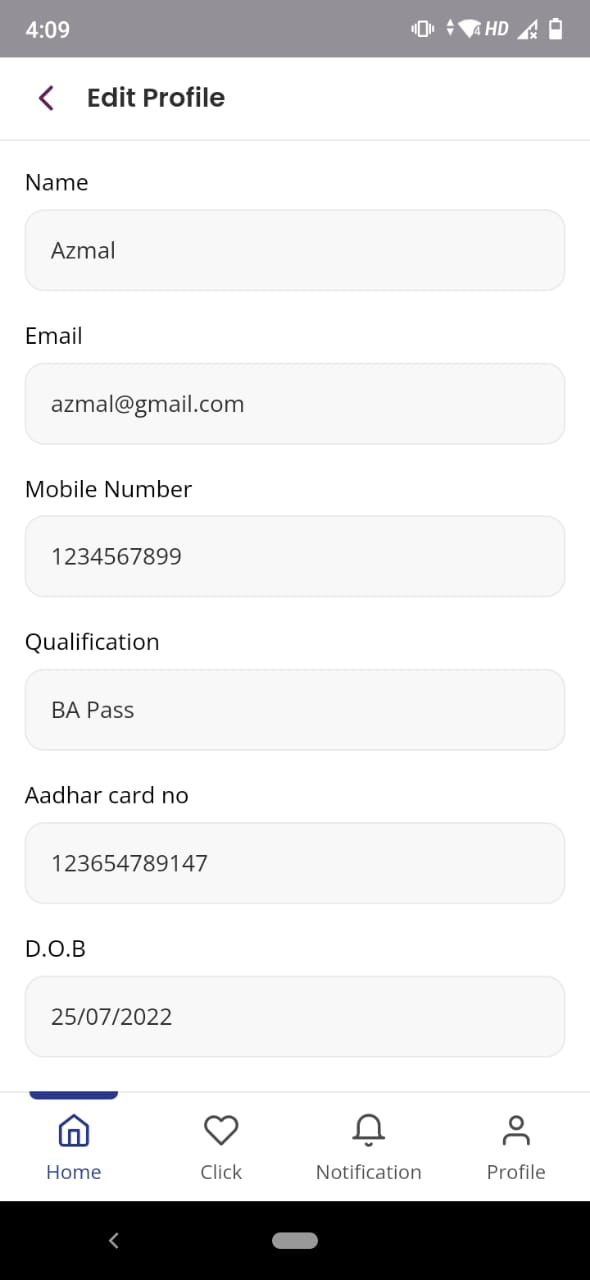 4:09
4 HD
Edit Profile
Name
Azmal
Email
azmal@gmail.com
Mobile Number
1234567899
Qualification
BA Pass
Aadhar card no
123654789147
D.O.B
25/07/2022
Home Click Notification Profile